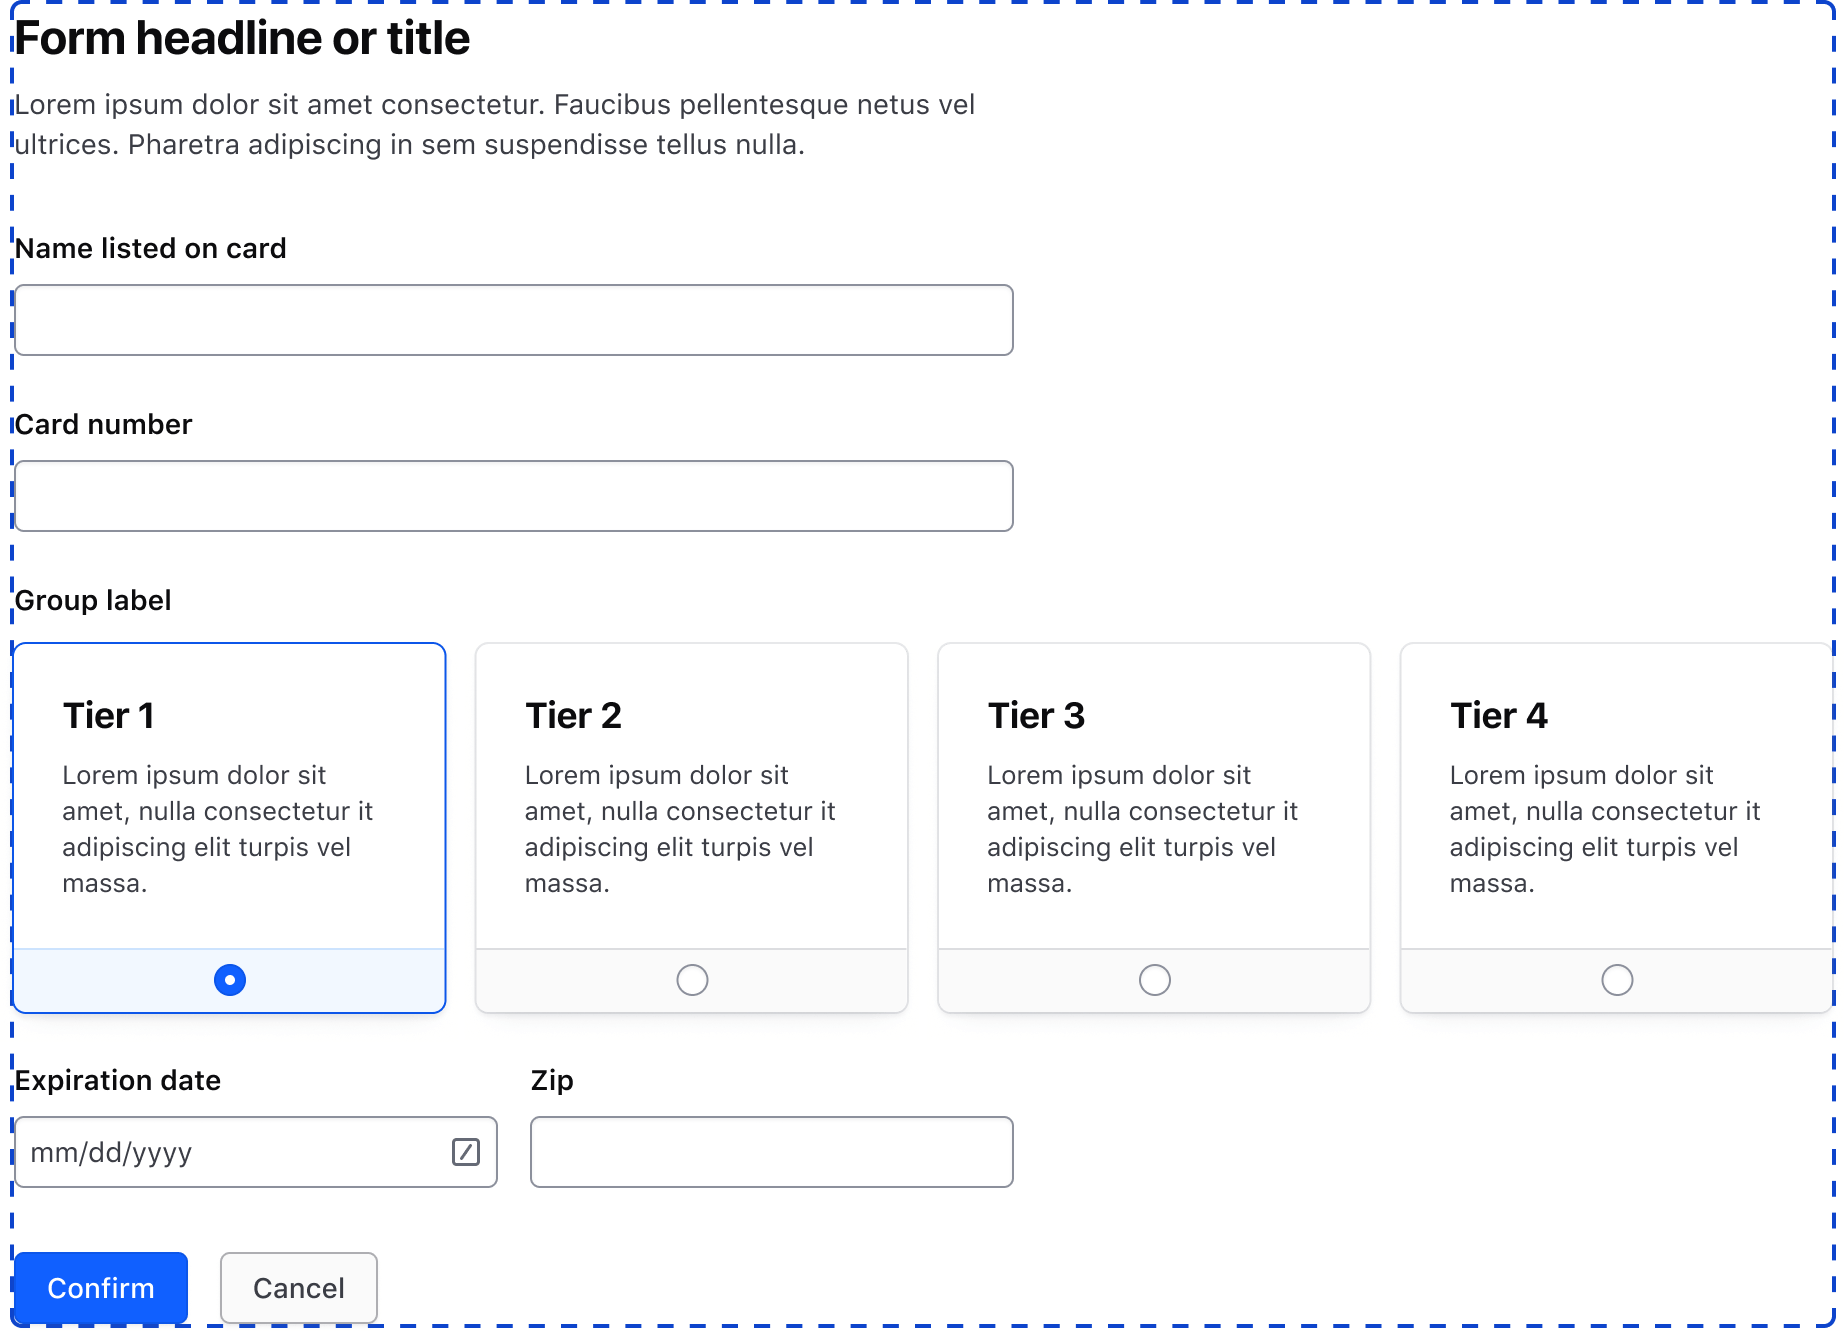 Form headline or title
Lorem ipsum dolor sit amet consectetur. Faucibus pellentesque netus vel
ultrices. Pharetra adipiscing in sem suspendisse tellus nulla.
Name listed on card
Card number
Group label
Tier 1
Lorem ipsum dolor sit
amet, nulla consectetur it
adipiscing elit turpis vel
massa.
Tier 2
Lorem ipsum dolor sit
amet, nulla consectetur it
adipiscing elit turpis vel
massa.
Tier 3
Lorem ipsum dolor sit
amet, nulla consectetur it
adipiscing elit turpis vel
massa.
Tier 4
Lorem ipsum dolor sit
amet, nulla consectetur it
adipiscing elit turpis vel
massa.
Expiration date
mm/dd/yyyy
Zip
Confirm
Cancel